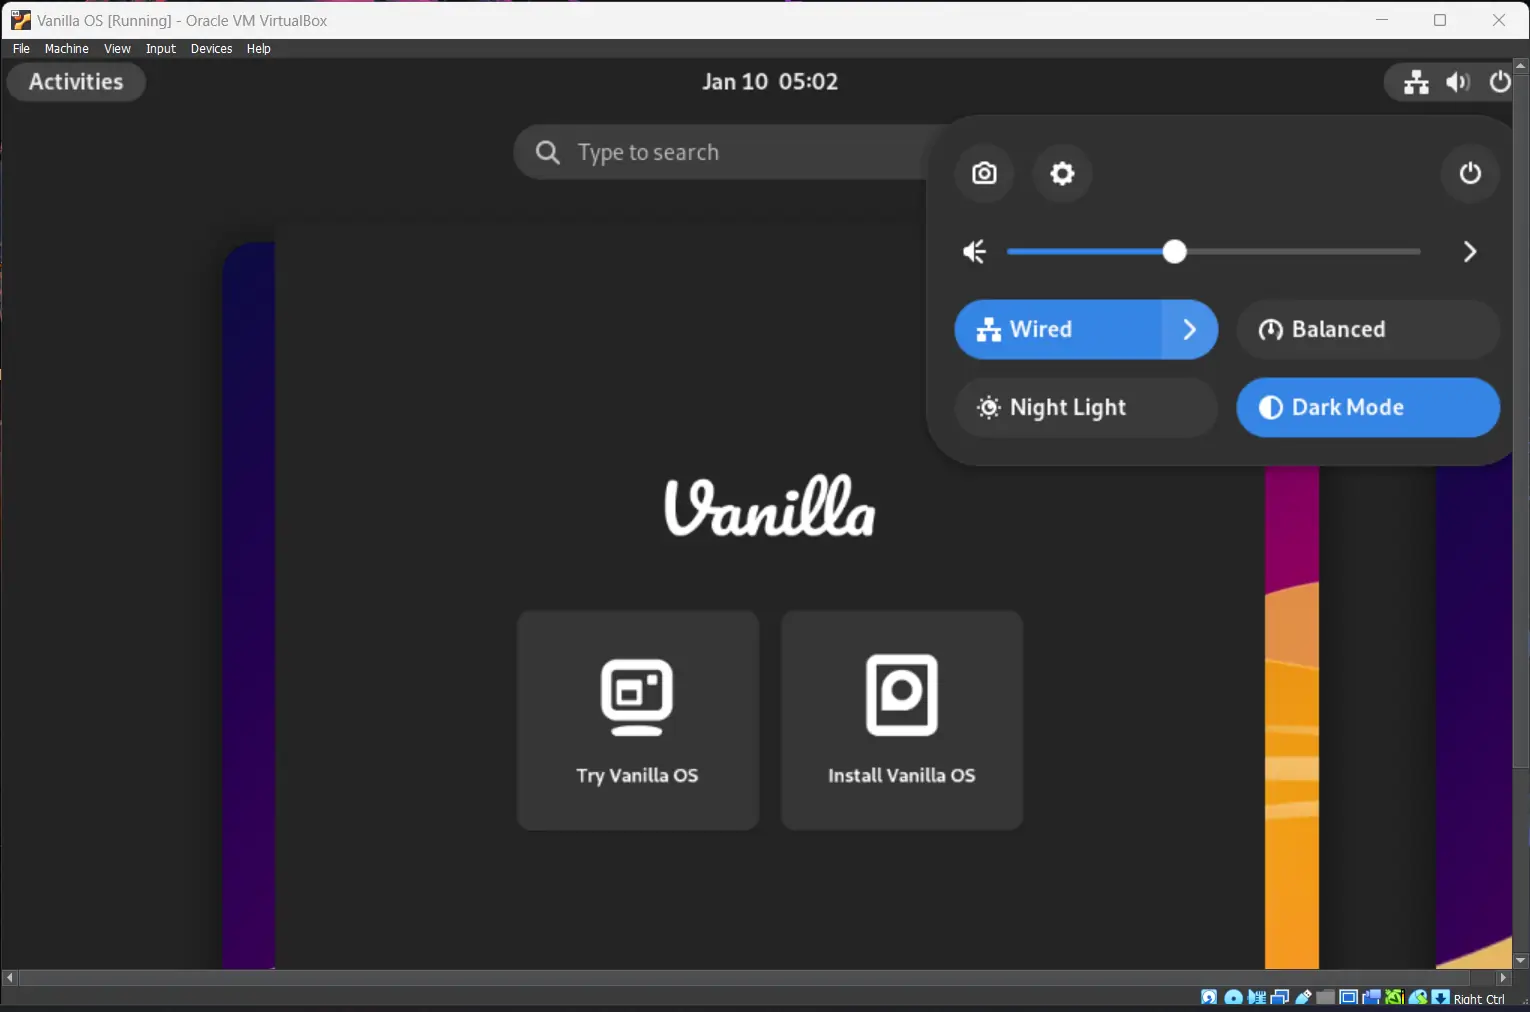 Vanilla OS [Running] - Oracle VM VirtualBox
File Machine View Input Devices Help
Activities
Jan 10 05:02
Type to search
Wired
Balanced
Night Light
Dark Mode
Vanilla
Try Vanilla OS
Install Vanilla OS
Right Ctrl